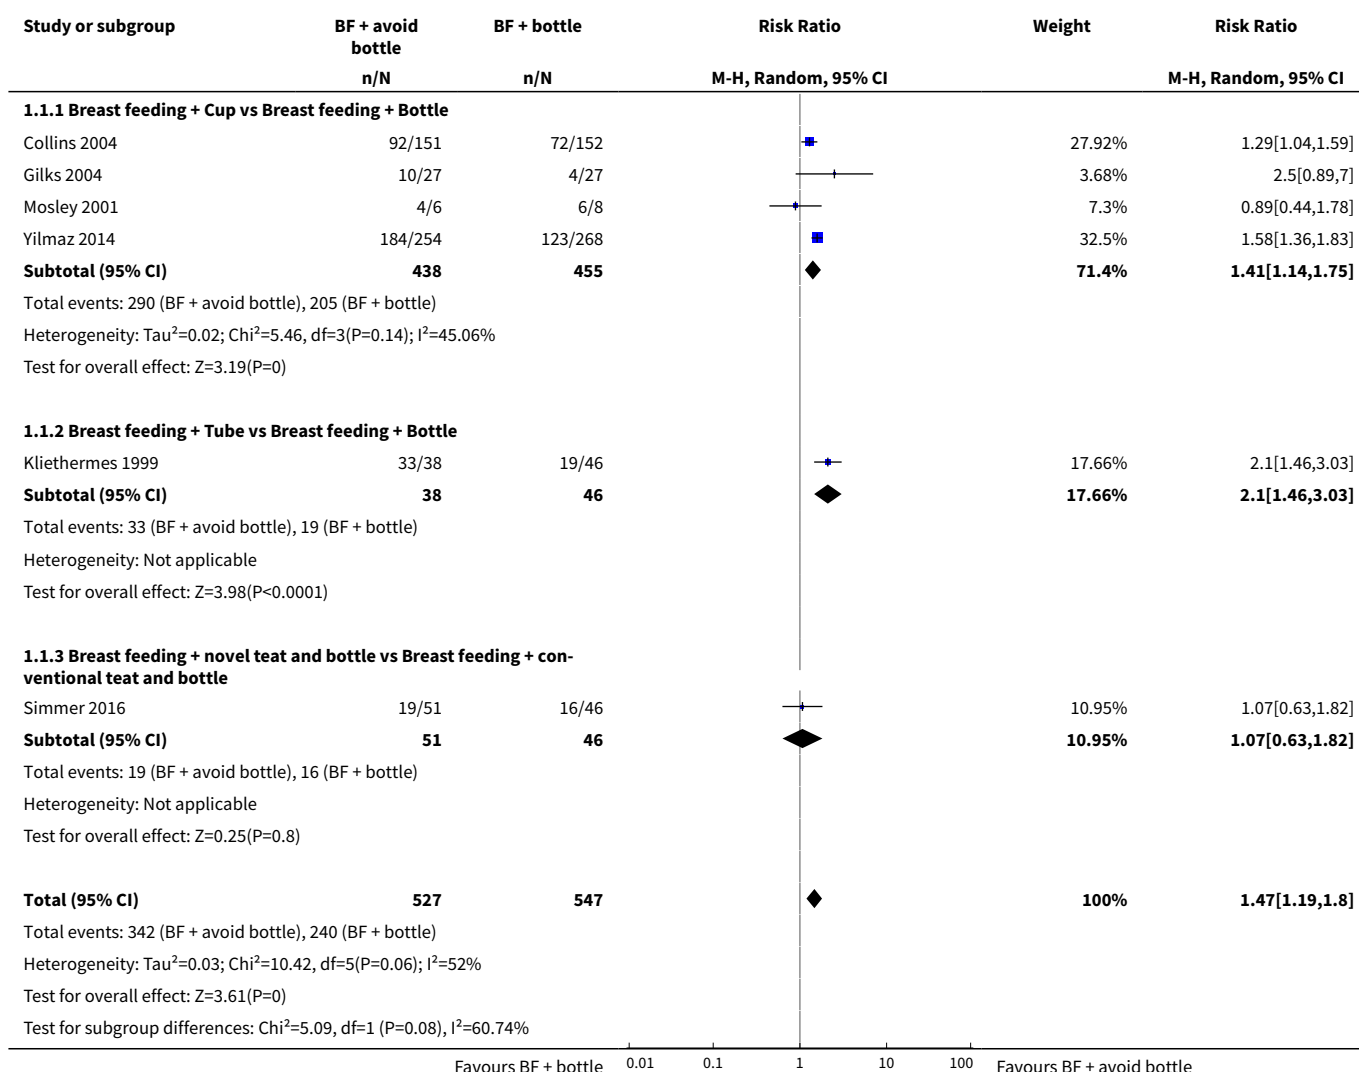 Study or subgroup BF + avoid bottle BF + bottle Risk Ratio Weight Risk Ratio
n/N n/N M-H, Random, 95% CI M-H, Random, 95% CI
1.1.1 Breast feeding + Cup vs Breast feeding + Bottle
Collins 2004 92/151 72/152 27.92% 1.29[1.04,1.59]
Gilks 2004 10/27 4/27 3.68% 2.5[0.89,7]
Mosley 2001 4/6 6/8 7.3% 0.89[0.44,1.78]
Yilmaz 2014 184/254 123/268 32.5% 1.58[1.36,1.83]
Subtotal (95% CI) 438 455 71.4% 1.41[1.14,1.75]
Total events: 290 (BF + avoid bottle), 205 (BF + bottle)
Heterogeneity: Tau²=0.02; Chi²=5.46, df=3(P=0.14); I²=45.06%
Test for overall effect: Z=3.19(P=0)
1.1.2 Breast feeding + Tube vs Breast feeding + Bottle
Kliethermes 1999 33/38 19/46 17.66% 2.1[1.46,3.03]
Subtotal (95% CI) 38 46 17.66% 2.1[1.46,3.03]
Total events: 33 (BF + avoid bottle), 19 (BF + bottle)
Heterogeneity: Not applicable
Test for overall effect: Z=3.98(P<0.0001)
1.1.3 Breast feeding + novel teat and bottle vs Breast feeding + con-
ventional teat and bottle
Simmer 2016 19/51 16/46 10.95% 1.07[0.63,1.82]
Subtotal (95% CI) 51 46 10.95% 1.07[0.63,1.82]
Total events: 19 (BF + avoid bottle), 16 (BF + bottle)
Heterogeneity: Not applicable
Test for overall effect: Z=0.25(P=0.8)
Total (95% CI) 527 547 100% 1.47[1.19,1.8]
Total events: 342 (BF + avoid bottle), 240 (BF + bottle)
Heterogeneity: Tau²=0.03; Chi²=10.42, df=5(P=0.06); I²=52%
Test for overall effect: Z=3.61(P=0)
Test for subgroup differences: Chi²=5.09, df=1 (P=0.08), I²=60.74%
Favours BF + bottle 0.01 0.1 1 10 100 Favours BF + avoid bottle